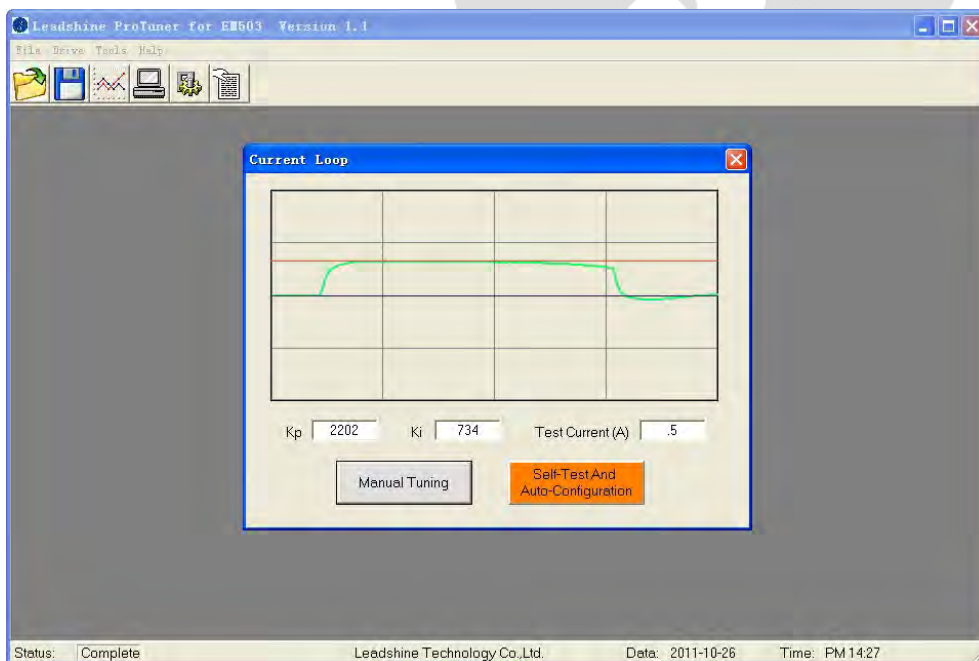 Leadshine ProTuner for EM503 Version 1.1
File Drive Tools Help
Current Loop
Kp 2202 Ki 734 Test Current (A) .5
Manual Tuning
Self-Test And
Auto-Configuration
Status: Complete Leadshine Technology Co.,Ltd. Data: 2011-10-26 Time: PM 14:27